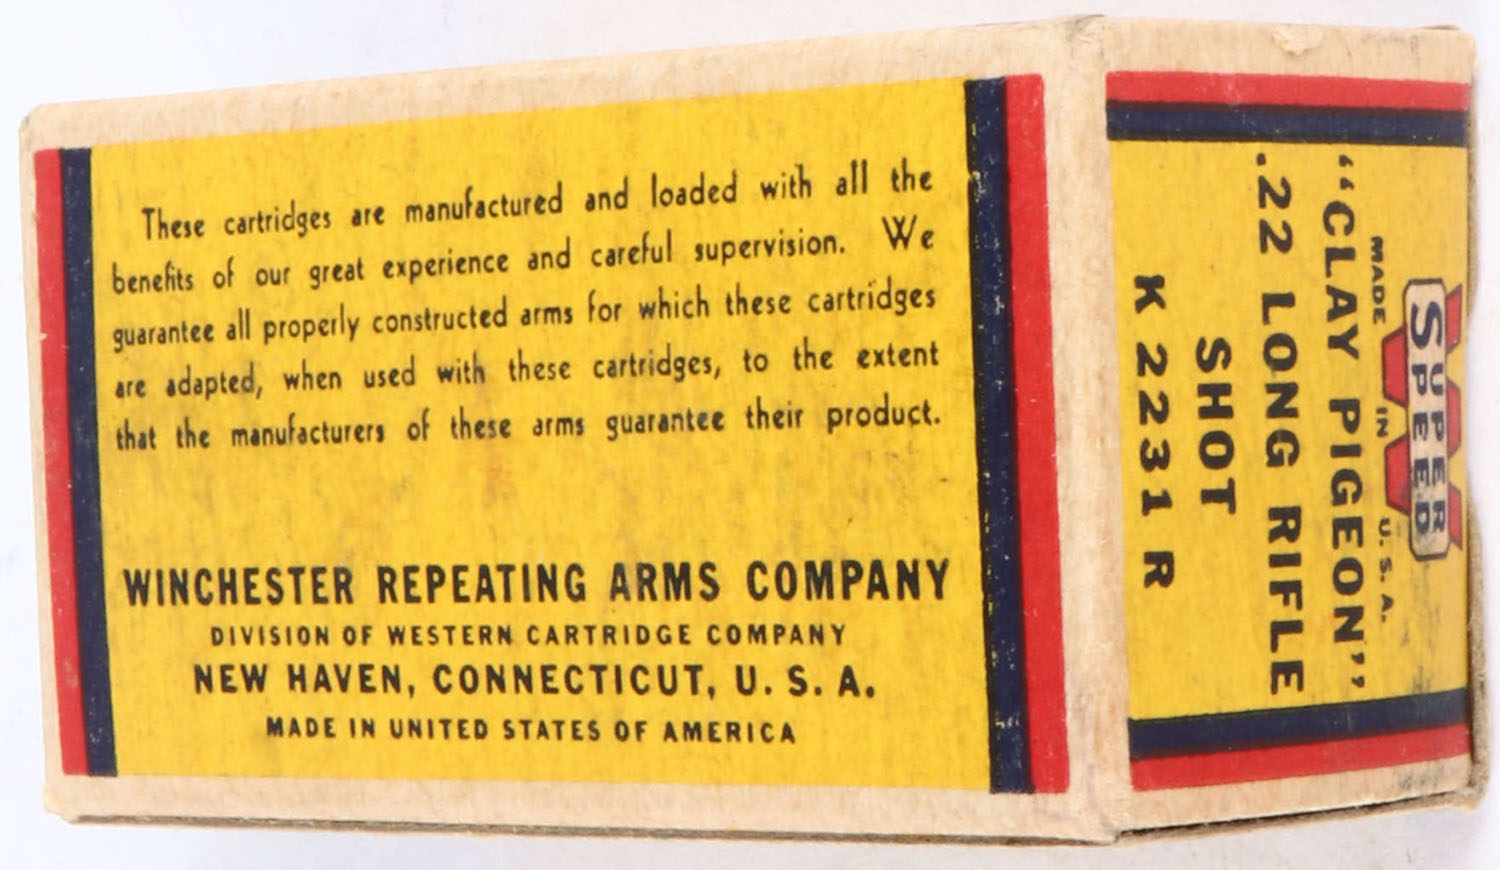 These cartridges are manufactured and loaded with all the
benefits of our great experience and careful supervision. We
guarantee all properly constructed arms for which these cartridges
are adapted, when used with these cartridges, to the extent
that the manufacturers of these arms guarantee their product.
WINCHESTER REPEATING ARMS COMPANY
DIVISION OF WESTERN CARTRIDGE COMPANY
NEW HAVEN, CONNECTICUT, U. S. A.
MADE IN UNITED STATES OF AMERICA
SUPER
SPEED
MADE IN U.S.A.
“CLAY PIGEON”
.22 LONG RIFLE
SHOT
K 2231 R